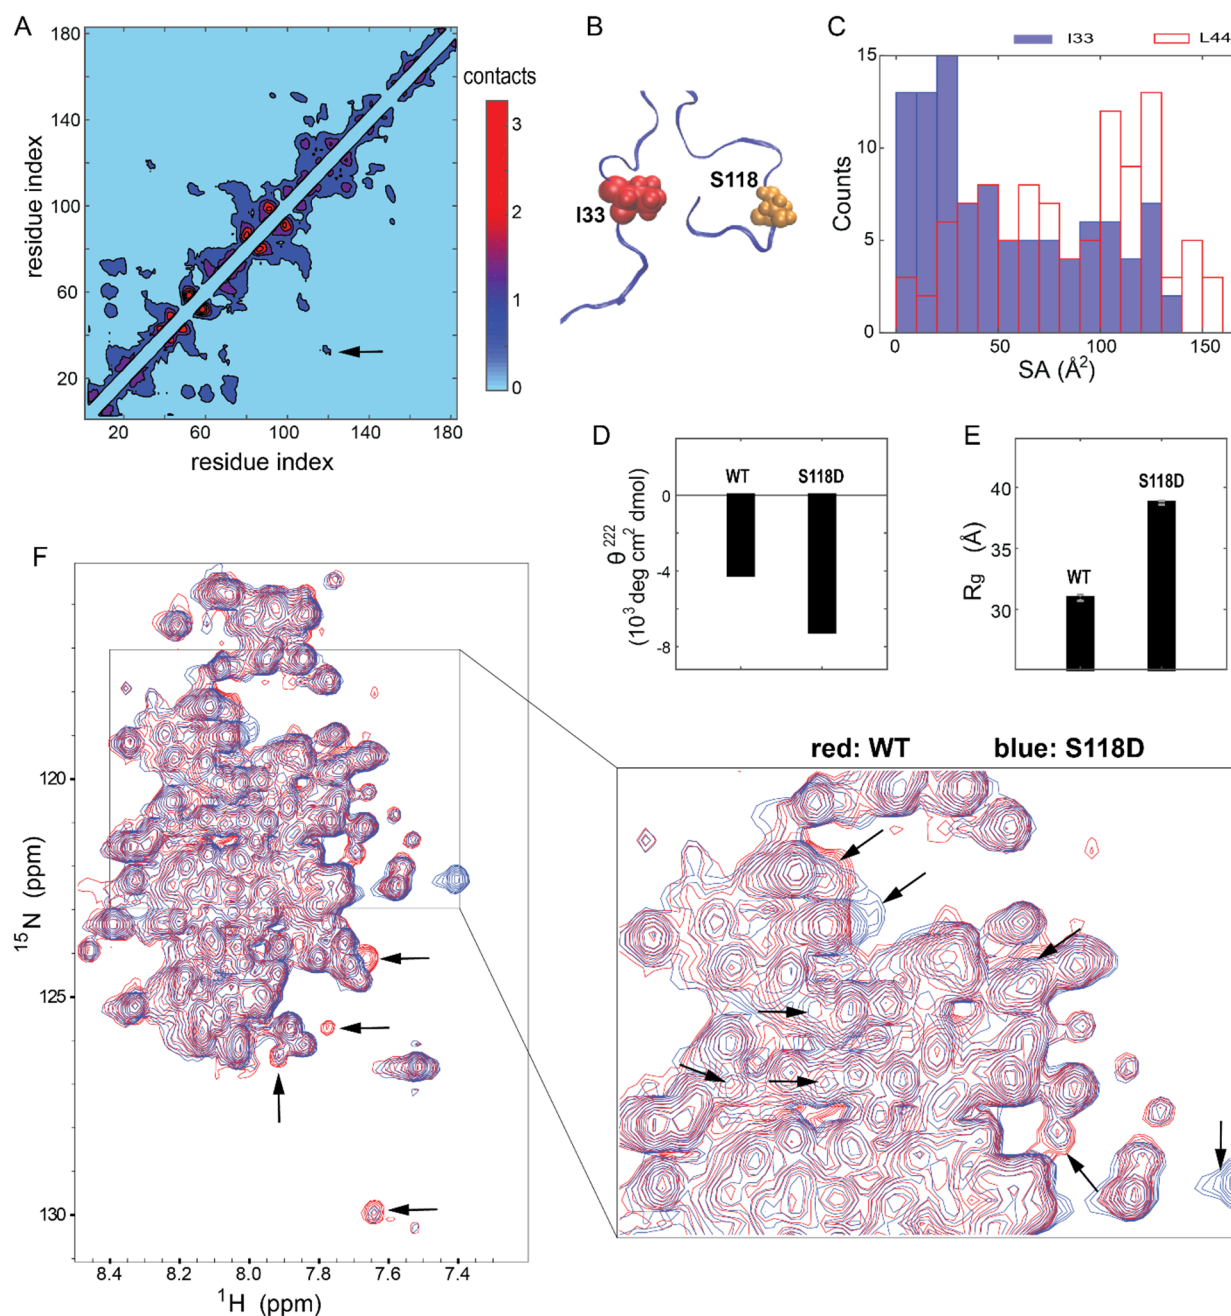 A
180
140
100
60
20
residue index
20
60
100
140
180
residue index
contacts
3
2
1
0
B
I33
S118
C
I33
L44
15
10
5
0
Counts
0
50
100
150
SA (Å²)
D
WT
S118D
0
-4
-8
θ²²²
(10³ deg cm² dmol)
E
S118D
WT
40
30
Rg (Å)
F
120
125
130
¹⁵N (ppm)
8.4
8.2
8.0
7.8
7.6
7.4
¹H (ppm)
red: WT
blue: S118D